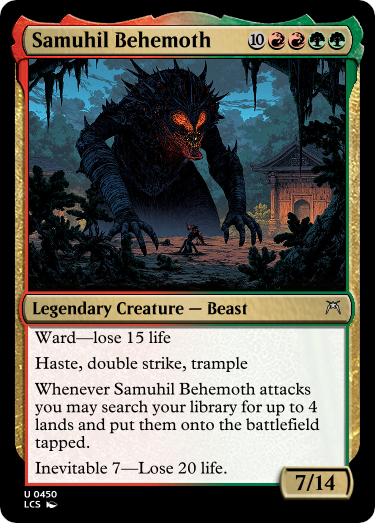 Samuhil Behemoth 10
Legendary Creature — Beast
Ward—lose 15 life
Haste, double strike, trample
Whenever Samuhil Behemoth attacks
you may search your library for up to 4
lands and put them onto the battlefield
tapped.
Inevitable 7—Lose 20 life.
7/14
U 0450
LCS